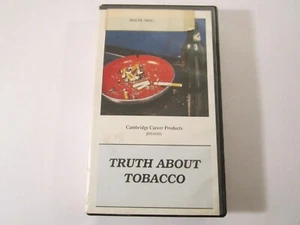 Cambridge Career Products
presents
TRUTH ABOUT
TOBACCO